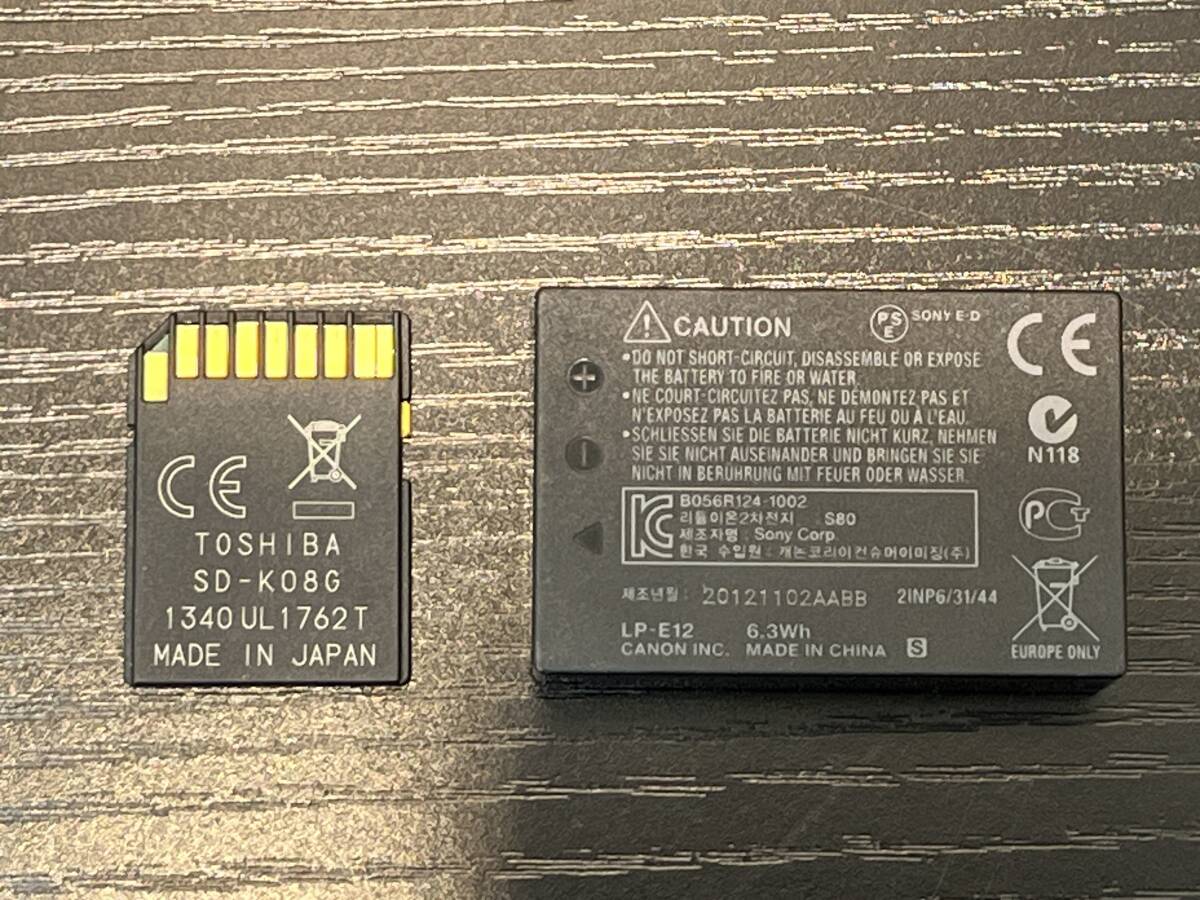 CE
TOSHIBA
SD-K08G
1340UL1762T
MADE IN JAPAN
CAUTION
PSE SONY E·D
CE
•DO NOT SHORT-CIRCUIT, DISASSEMBLE OR EXPOSE
THE BATTERY TO FIRE OR WATER.
•NE COURT-CIRCUITEZ PAS, NE DÉMONTEZ PAS ET
N'EXPOSEZ PAS LA BATTERIE AU FEU OU À L'EAU.
•SCHLIESSEN SIE DIE BATTERIE NICHT KURZ, NEHMEN
SIE SIE NICHT AUSEINANDER UND BRINGEN SIE SIE
NICHT IN BERÜHRUNG MIT FEUER ODER WASSER.
N118
KC
B056R124-1002
리튬이온2차전지 S80
제조자명 : Sony Corp.
한국 수입원 : 캐논코리아컨슈머이미징(주)
PCT
제조년월 : 20121102AABB 2INP6/31/44
LP-E12 6.3Wh
CANON INC. MADE IN CHINA S
EUROPE ONLY